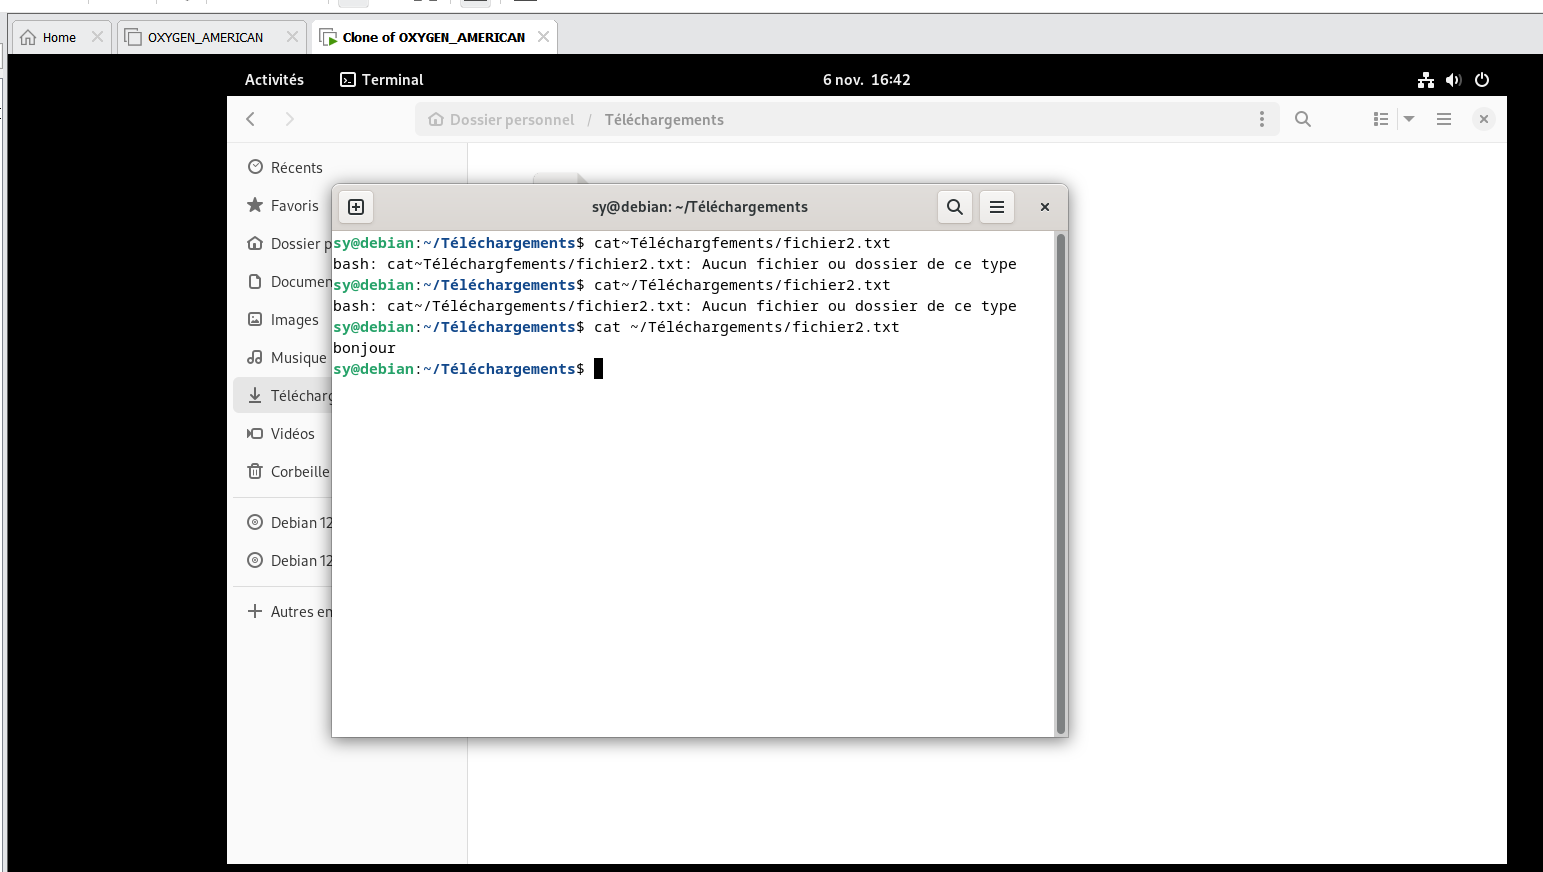 Home
OXYGEN_AMERICAN
Clone of OXYGEN_AMERICAN
Activités
Terminal
6 nov. 16:42
Dossier personnel / Téléchargements
Récents
Favoris
Dossier p
Documen
Images
Musique
Téléchar
Vidéos
Corbeille
Debian 12
Debian 12
Autres en
sy@debian: ~/Téléchargements
sy@debian:~/Téléchargements$ cat~Téléchargfements/fichier2.txt
bash: cat~Téléchargfements/fichier2.txt: Aucun fichier ou dossier de ce type
sy@debian:~/Téléchargements$ cat~/Téléchargements/fichier2.txt
bash: cat~/Téléchargements/fichier2.txt: Aucun fichier ou dossier de ce type
sy@debian:~/Téléchargements$ cat ~/Téléchargements/fichier2.txt
bonjour
sy@debian:~/Téléchargements$